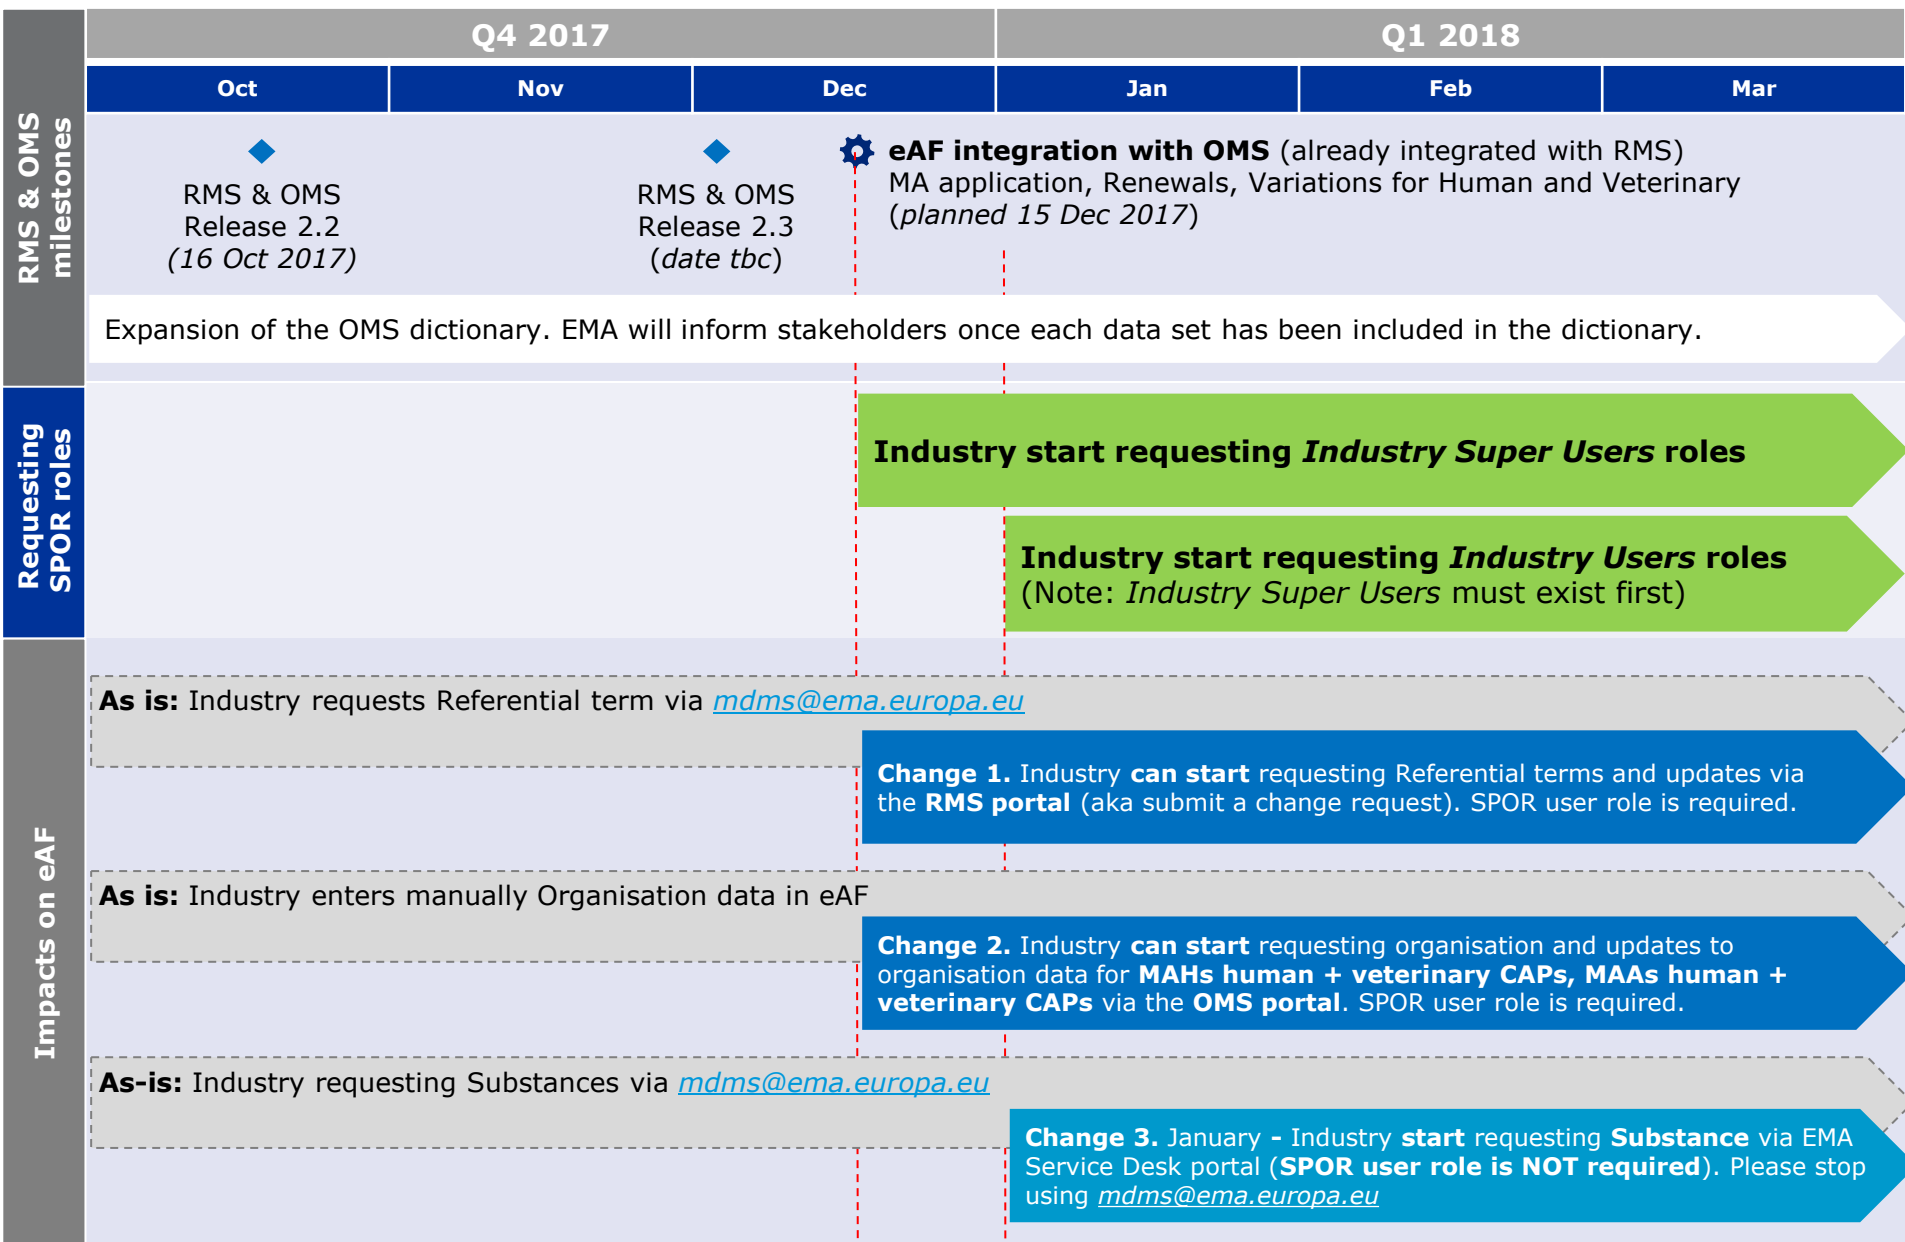 Q4 2017
Q1 2018
Oct
Nov
Dec
Jan
Feb
Mar
RMS & OMS
milestones
RMS & OMS
Release 2.2
(16 Oct 2017)
RMS & OMS
Release 2.3
(date tbc)
eAF integration with OMS (already integrated with RMS)
MA application, Renewals, Variations for Human and Veterinary
(planned 15 Dec 2017)
Expansion of the OMS dictionary. EMA will inform stakeholders once each data set has been included in the dictionary.
Requesting
SPOR roles
Industry start requesting Industry Super Users roles
Industry start requesting Industry Users roles
(Note: Industry Super Users must exist first)
Impacts on eAF
As is: Industry requests Referential term via mdms@ema.europa.eu
Change 1. Industry can start requesting Referential terms and updates via
the RMS portal (aka submit a change request). SPOR user role is required.
As is: Industry enters manually Organisation data in eAF
Change 2. Industry can start requesting organisation and updates to
organisation data for MAHs human + veterinary CAPs, MAAs human +
veterinary CAPs via the OMS portal. SPOR user role is required.
As-is: Industry requesting Substances via mdms@ema.europa.eu
Change 3. January - Industry start requesting Substance via EMA
Service Desk portal (SPOR user role is NOT required). Please stop
using mdms@ema.europa.eu